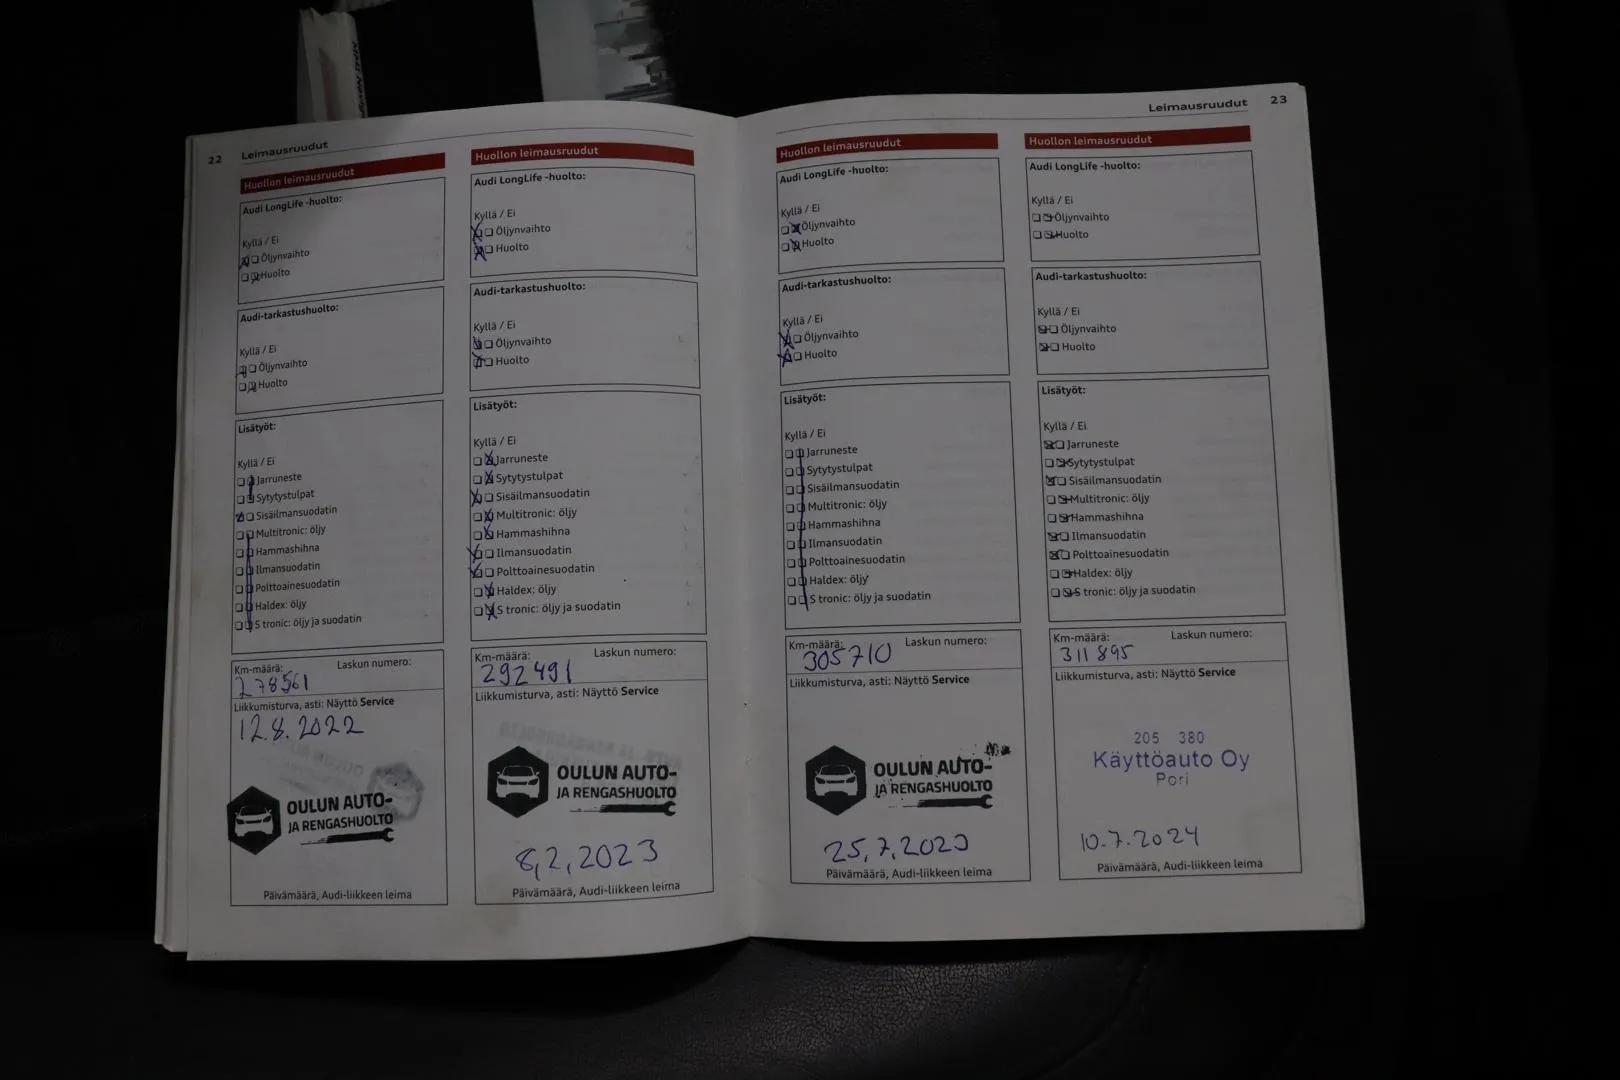 22 Leimausruudut
Huollon leimausruudut
Audi LongLife -huolto:
Kyllä / Ei
Öljynvaihto
Huolto
Audi-tarkastushuolto:
Kyllä / Ei
Öljynvaihto
Huolto
Lisätyöt:
Kyllä / Ei
Jarruneste
Sytytystulpat
Sisäilmansuodatin
Multitronic: öljy
Hammashihna
Ilmansuodatin
Polttoainesuodatin
Haldex: öljy
S tronic: öljy ja suodatin
Km-määrä: Laskun numero:
278561
Liikkumisturva, asti: Näyttö Service
12.8.2022
OULUN AUTO-
JA RENGASHUOLTO
Päivämäärä, Audi-liikkeen leima
Huollon leimausruudut
Audi LongLife -huolto:
Kyllä / Ei
Öljynvaihto
Huolto
Audi-tarkastushuolto:
Kyllä / Ei
Öljynvaihto
Huolto
Lisätyöt:
Kyllä / Ei
Jarruneste
Sytytystulpat
Sisäilmansuodatin
Multitronic: öljy
Hammashihna
Ilmansuodatin
Polttoainesuodatin
Haldex: öljy
S tronic: öljy ja suodatin
Km-määrä: Laskun numero:
292491
Liikkumisturva, asti: Näyttö Service
OULUN AUTO-
JA RENGASHUOLTO
8,2,2023
Päivämäärä, Audi-liikkeen leima
Leimausruudut 23
Huollon leimausruudut
Audi LongLife -huolto:
Kyllä / Ei
Öljynvaihto
Huolto
Audi-tarkastushuolto:
Kyllä / Ei
Öljynvaihto
Huolto
Lisätyöt:
Kyllä / Ei
Jarruneste
Sytytystulpat
Sisäilmansuodatin
Multitronic: öljy
Hammashihna
Ilmansuodatin
Polttoainesuodatin
Haldex: öljy
S tronic: öljy ja suodatin
Km-määrä: Laskun numero:
305710
Liikkumisturva, asti: Näyttö Service
OULUN AUTO-
JA RENGASHUOLTO
25,7,2023
Päivämäärä, Audi-liikkeen leima
Huollon leimausruudut
Audi LongLife -huolto:
Kyllä / Ei
Öljynvaihto
Huolto
Audi-tarkastushuolto:
Kyllä / Ei
Öljynvaihto
Huolto
Lisätyöt:
Kyllä / Ei
Jarruneste
Sytytystulpat
Sisäilmansuodatin
Multitronic: öljy
Hammashihna
Ilmansuodatin
Polttoainesuodatin
Haldex: öljy
S tronic: öljy ja suodatin
Km-määrä: Laskun numero:
311895
Liikkumisturva, asti: Näyttö Service
205 380
Käyttöauto Oy
Pori
10.7.2024
Päivämäärä, Audi-liikkeen leima